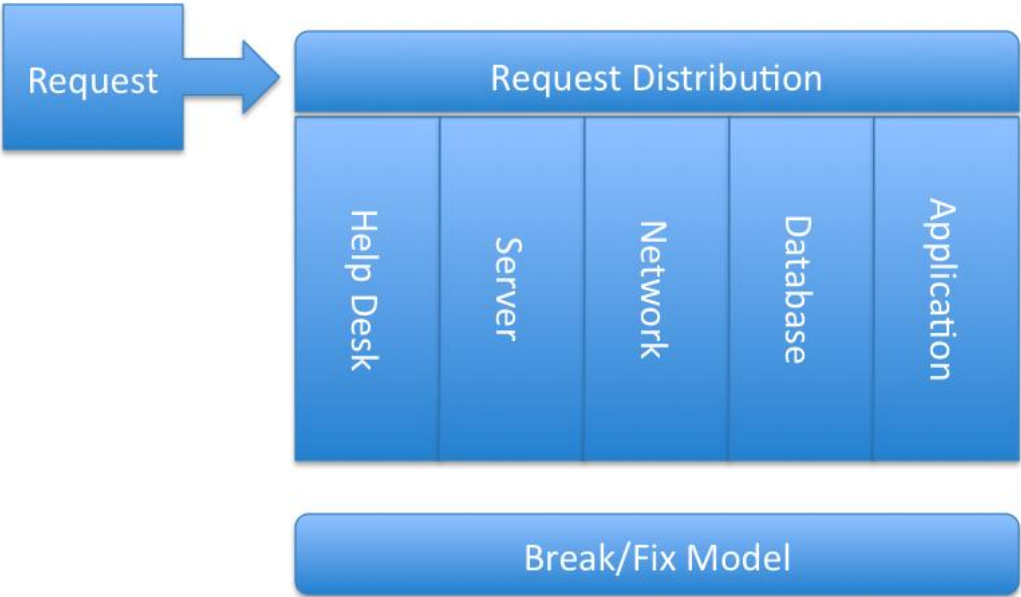 Request
Request Distribution
Help Desk
Server
Network
Database
Application
Break/Fix Model